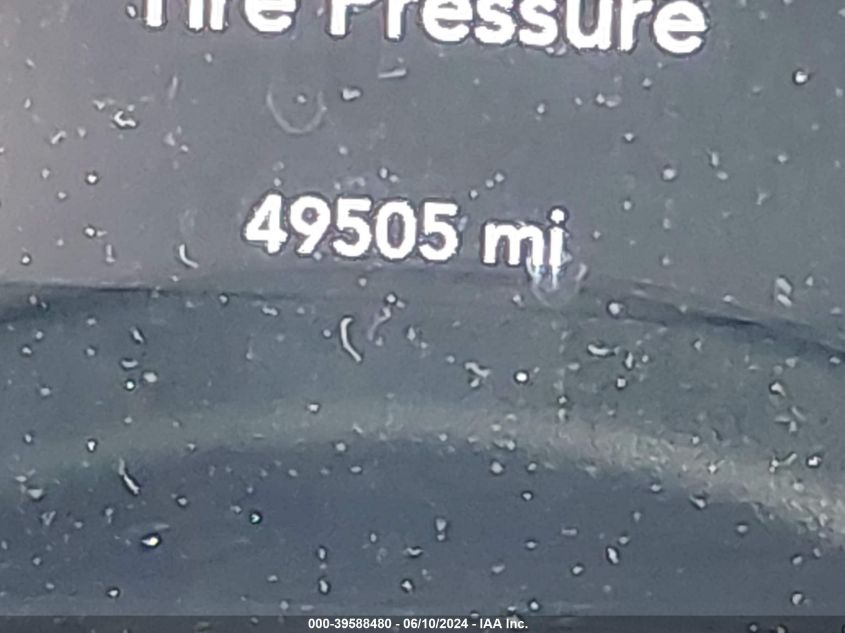 Tire Pressure
49505 mi
000-39588480 - 06/10/2024 - IAA Inc.